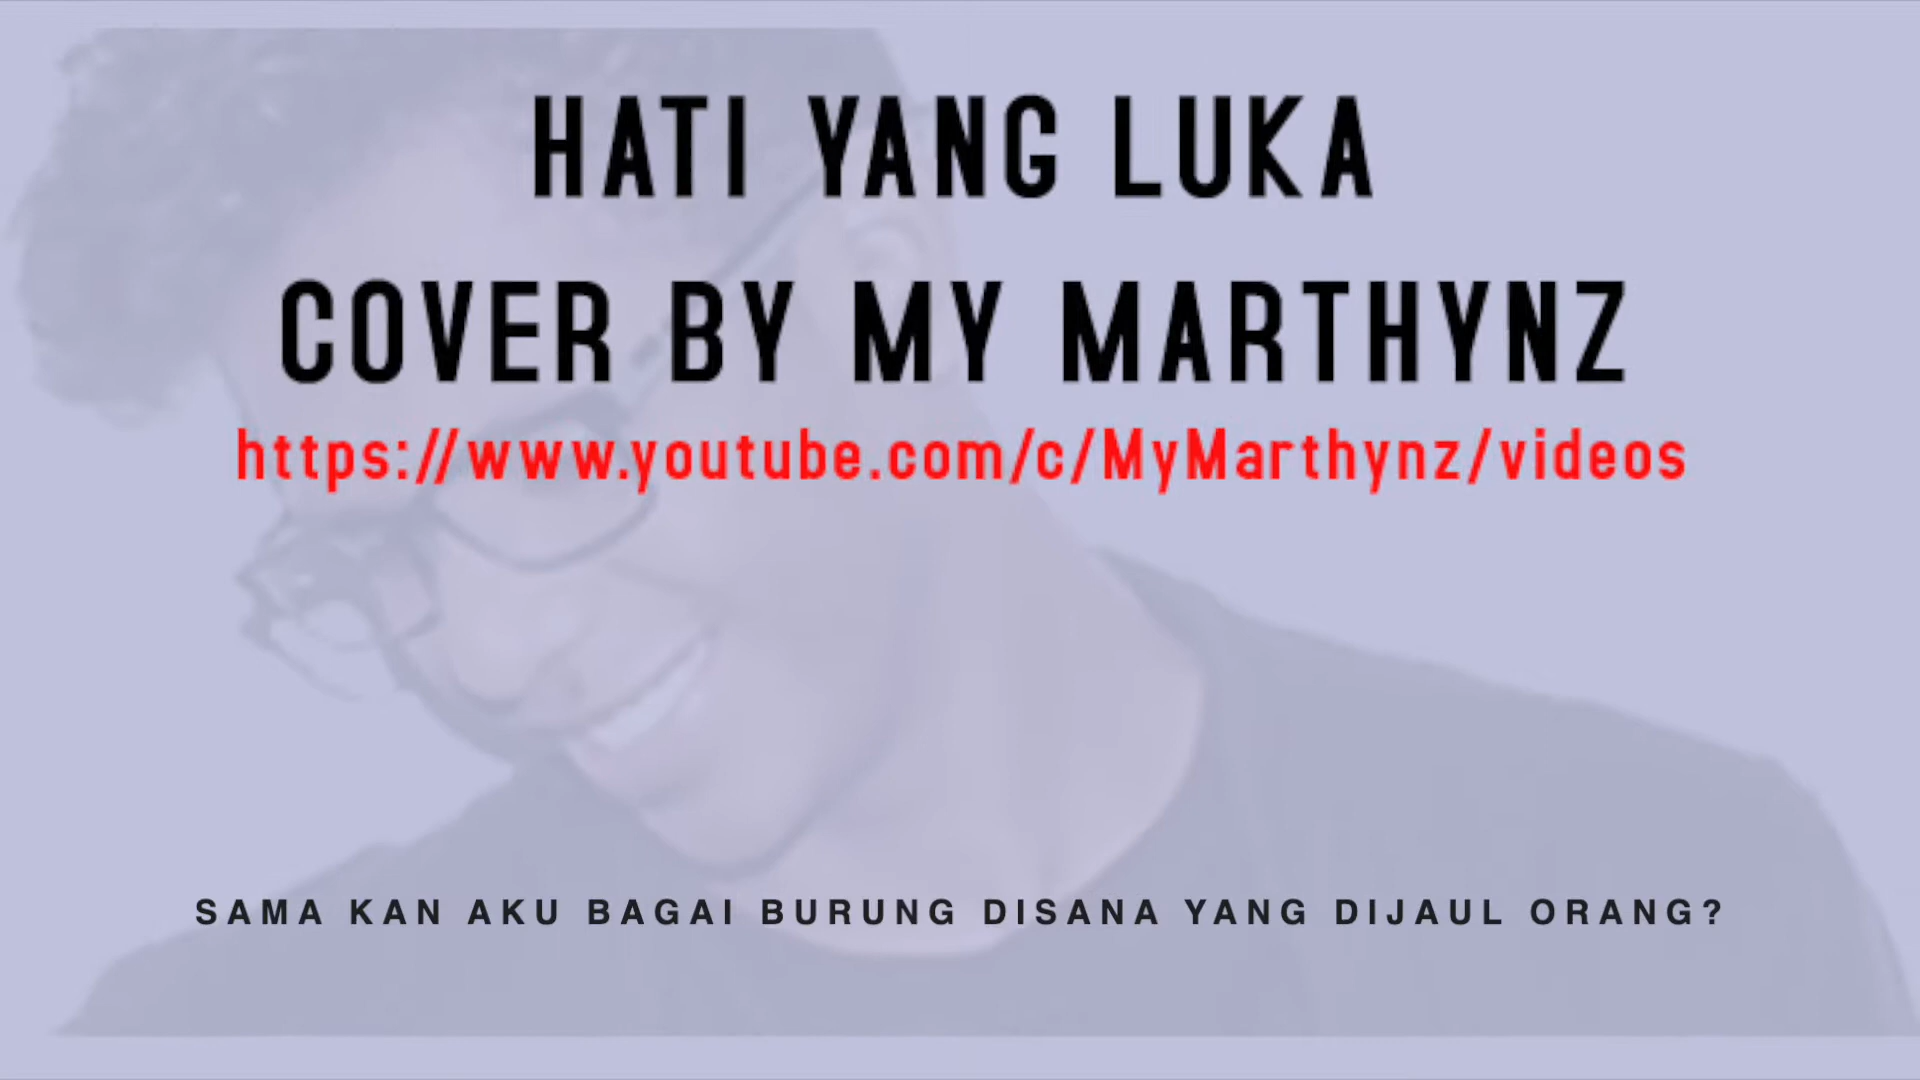 HATI YANG LUKA
COVER BY MY MARTHYNZ
https://www.youtube.com/c/MyMarthynz/videos
SAMA KAN AKU BAGAI BURUNG DISANA YANG DIJAUL ORANG?